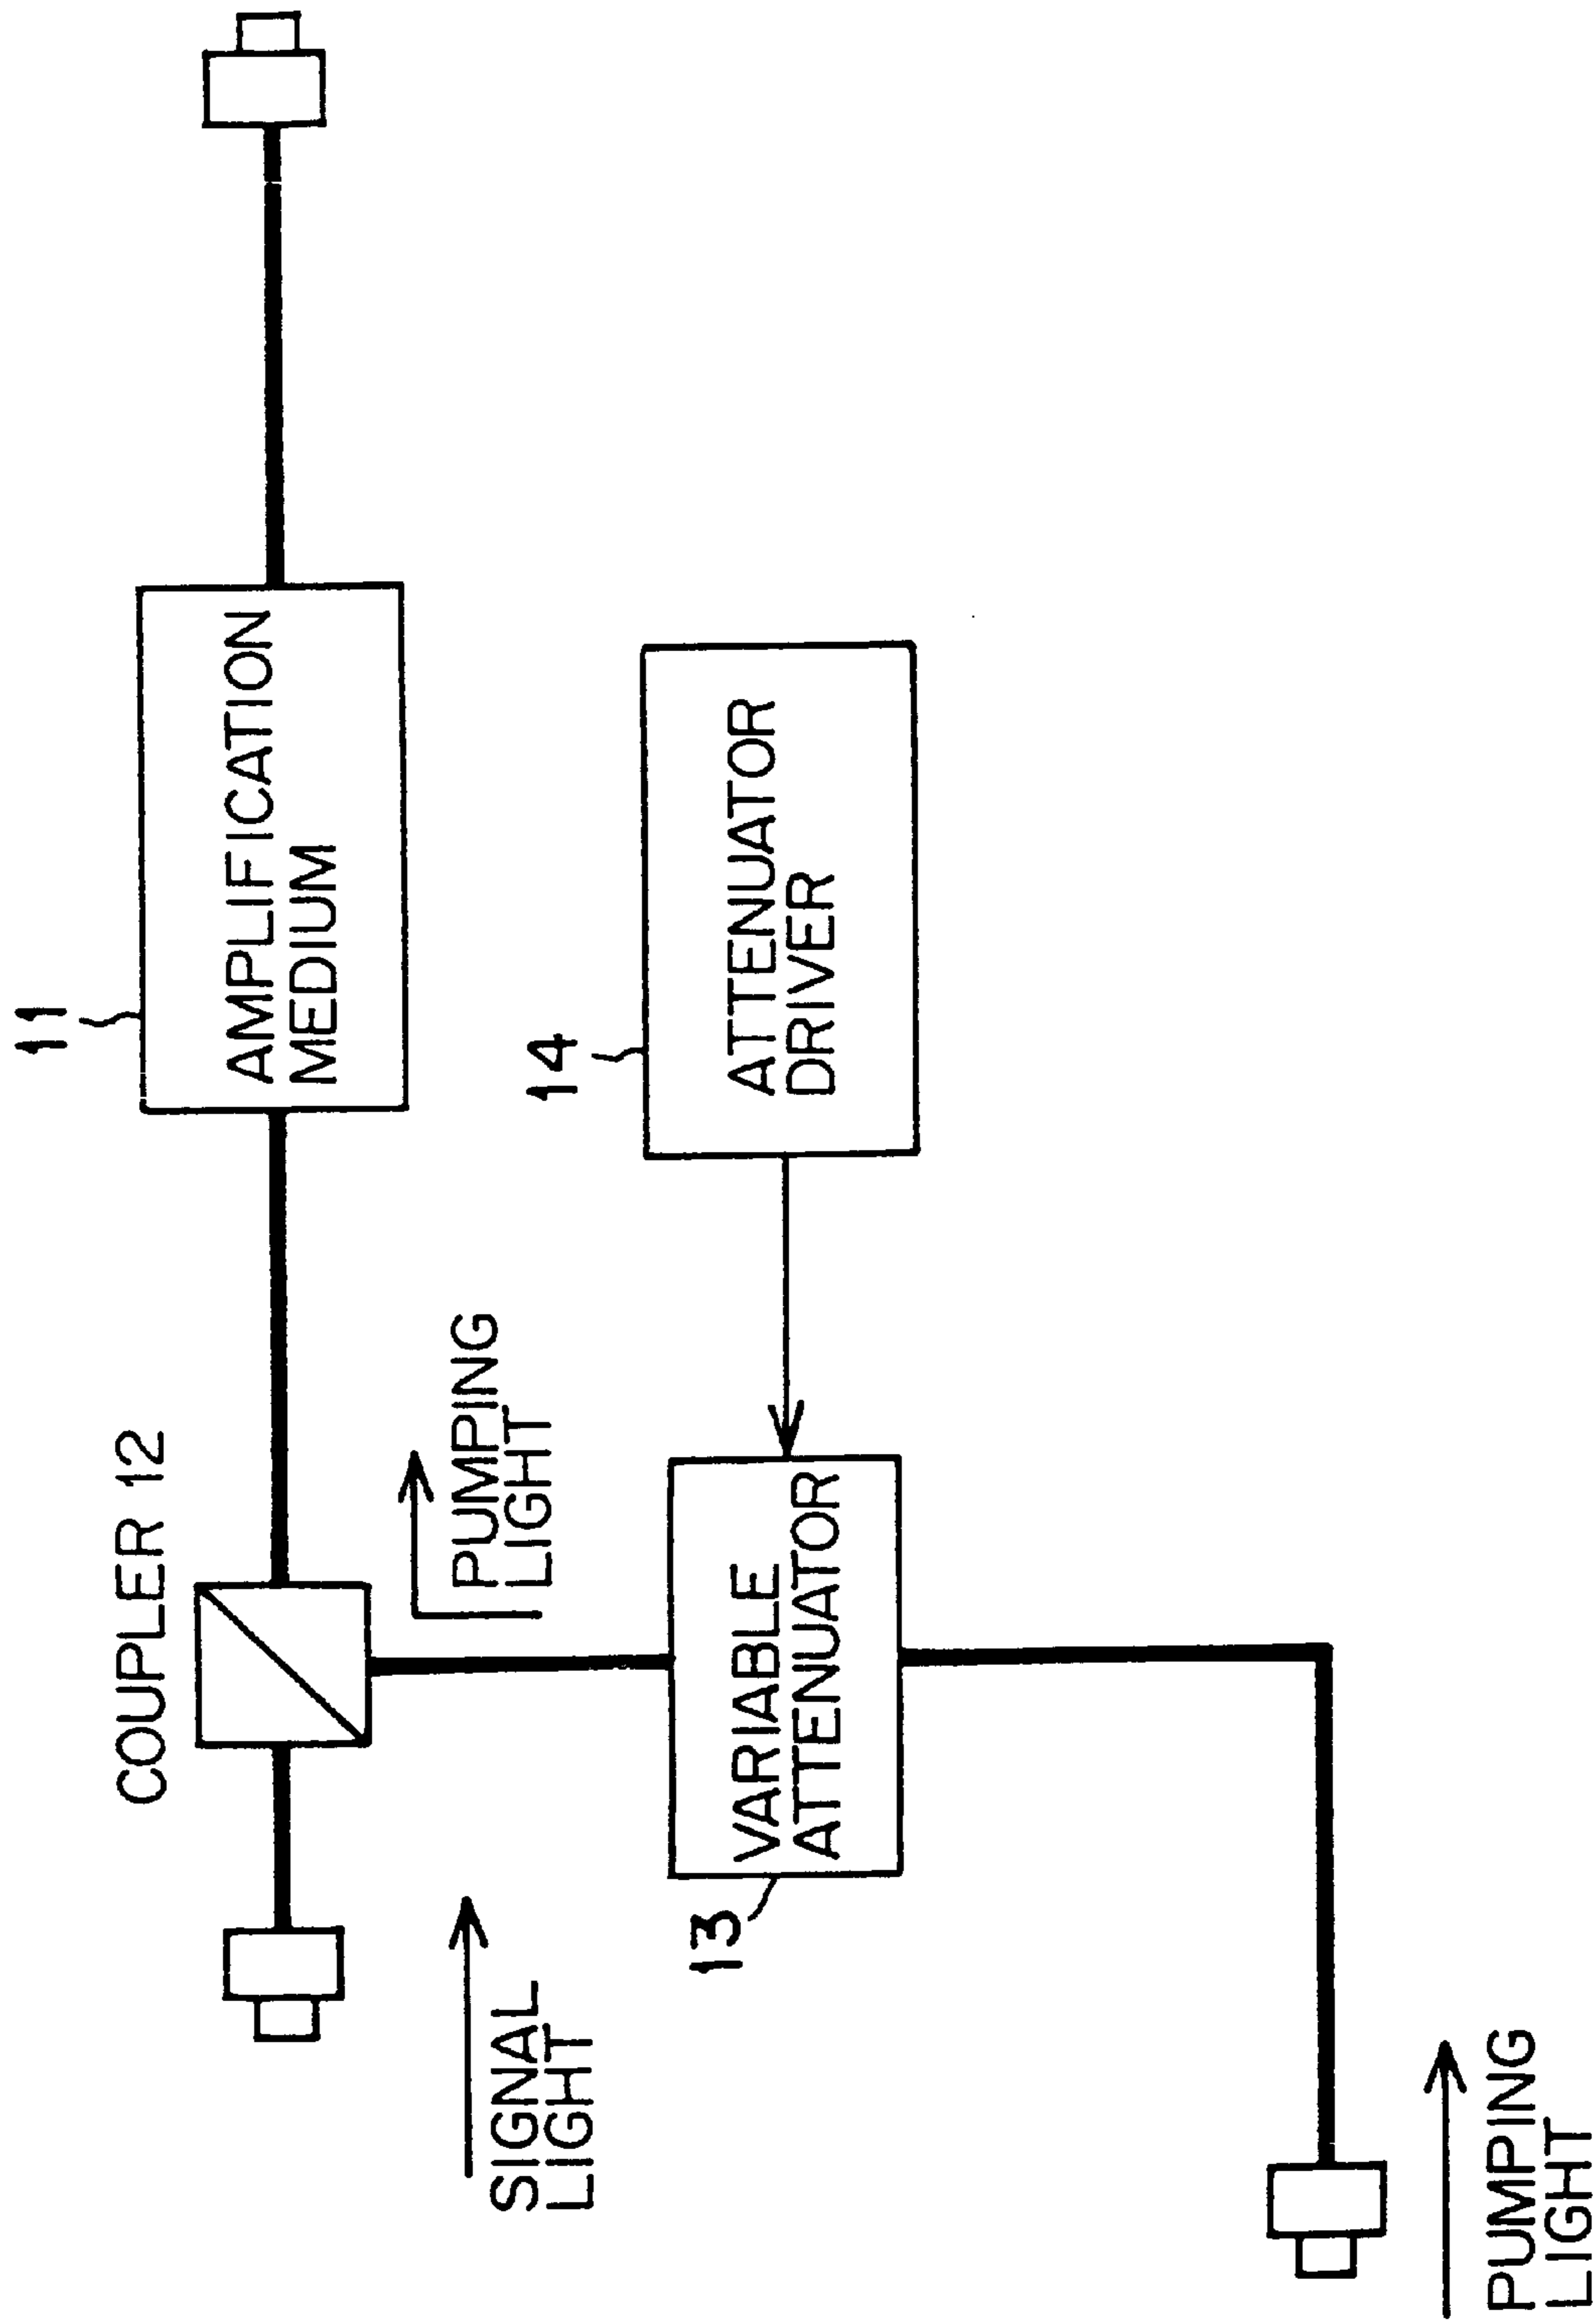 COUPLER 12
11
AMPLIFICATION
MEDIUM
SIGNAL
LIGHT
PUMPING
LIGHT
14
ATTENUATOR
DRIVER
13
VARIABLE
ATTENUATOR
PUMPING
LIGHT